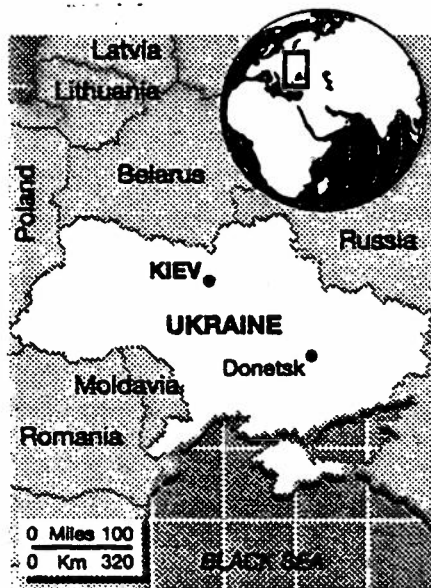 Latvia
Lithuania
Belarus
Poland
Russia
KIEV
UKRAINE
Donetsk
Moldavia
Romania
0 Miles 100
0 Km 320
BLACK SEA